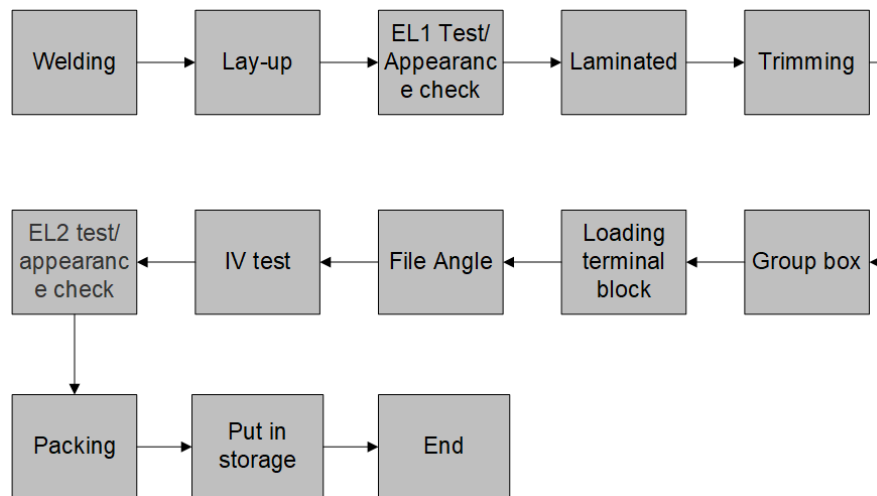 Welding
Lay-up
EL1 Test/
Appearanc
e check
Laminated
Trimming
EL2 test/
appearanc
e check
IV test
File Angle
Loading
terminal
block
Group box
Packing
Put in
storage
End